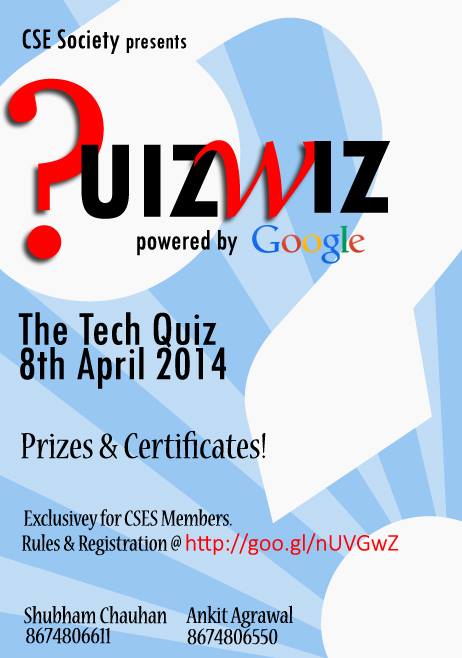 CSE Society presents
?UIZWIZ
powered by Google
The Tech Quiz
8th April 2014
Prizes & Certificates!
Exclusivey for CSES Members.
Rules & Registration @ http://goo.gl/nUVGwZ
Shubham Chauhan Ankit Agrawal
8674806611 8674806550